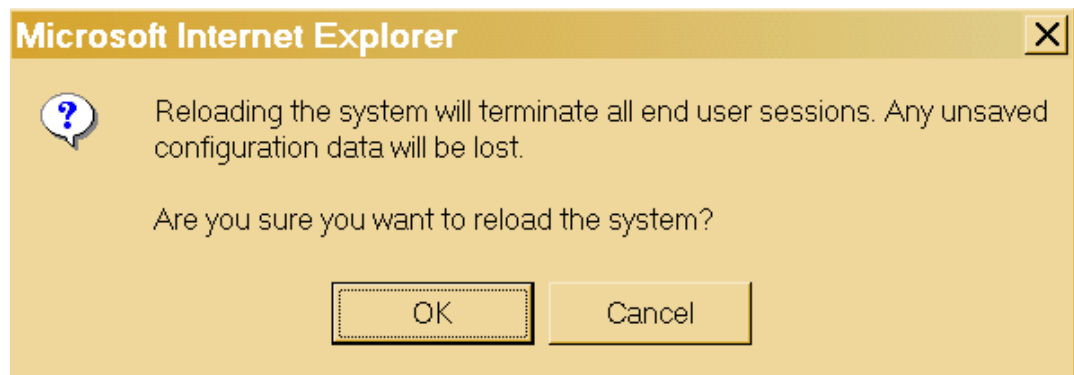 Microsoft Internet Explorer
Reloading the system will terminate all end user sessions. Any unsaved
configuration data will be lost.
Are you sure you want to reload the system?
OK
Cancel